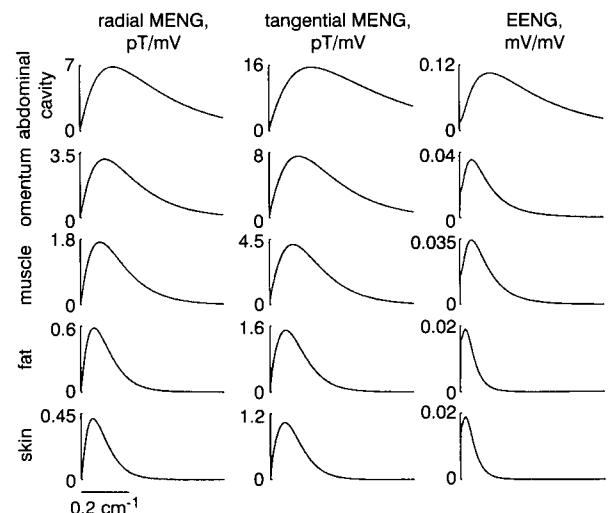 radial MENG, tangential MENG, EENG,
pT/mV pT/mV mV/mV
abdominal
cavity
7 16 0.12
0 0 0
omentum
3.5 8 0.04
0 0 0
muscle
1.8 4.5 0.035
0 0 0
fat
0.6 1.6 0.02
0 0 0
skin
0.45 1.2 0.02
0 0 0
0.2 cm⁻¹